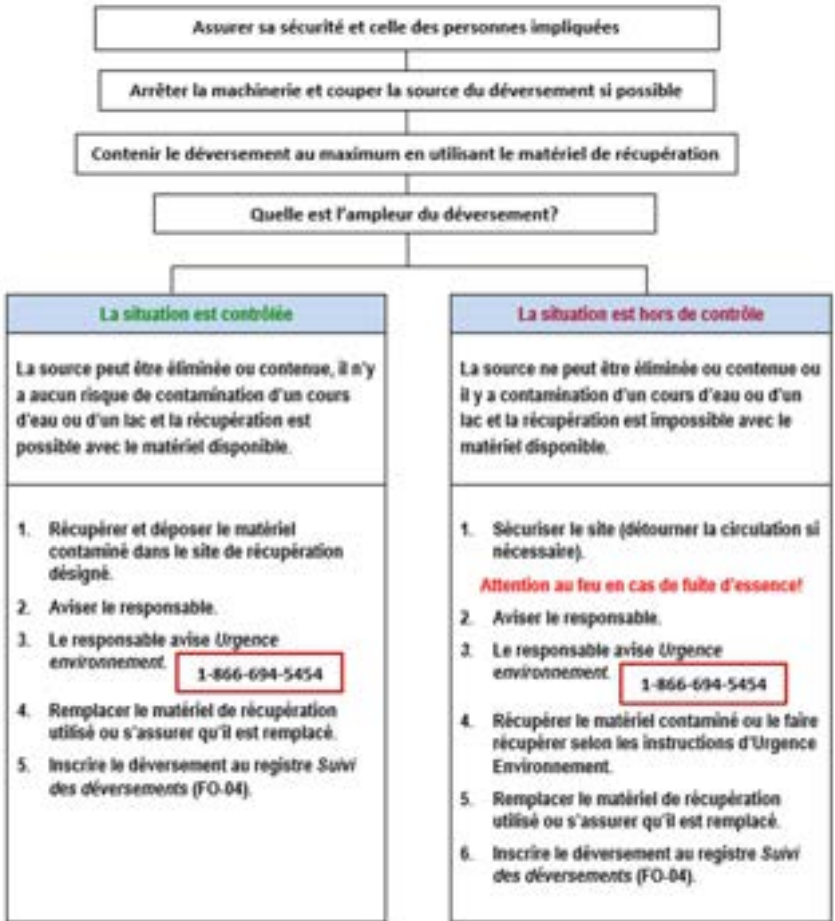 Assurer sa sécurité et celle des personnes impliquées
Arrêter la machinerie et couper la source du déversement si possible
Contenir le déversement au maximum en utilisant le matériel de récupération
Quelle est l'ampleur du déversement?
La situation est contrôlée
La source peut être éliminée ou contenue, il n'y
a aucun risque de contamination d'un cours
d'eau ou d'un lac et la récupération est
possible avec le matériel disponible.
1. Récupérer et déposer le matériel
contaminé dans le site de récupération
désigné.
2. Aviser le responsable.
3. Le responsable avise Urgence
environnement.
1-866-694-5454
4. Remplacer le matériel de récupération
utilisé ou s'assurer qu'il est remplacé.
5. Inscrire le déversement au registre Suivi
des déversements (FO-04).
La situation est hors de contrôle
La source ne peut être éliminée ou contenue ou
il y a contamination d'un cours d'eau ou d'un
lac et la récupération est impossible avec le
matériel disponible.
1. Sécuriser le site (détourner la circulation si
nécessaire).
Attention au feu en cas de fuite d'essence!
2. Aviser le responsable.
3. Le responsable avise Urgence
environnement.
1-866-694-5454
4. Récupérer le matériel contaminé ou le faire
récupérer selon les instructions d'Urgence
Environnement.
5. Remplacer le matériel de récupération
utilisé ou s'assurer qu'il est remplacé.
6. Inscrire le déversement au registre Suivi
des déversements (FO-04).